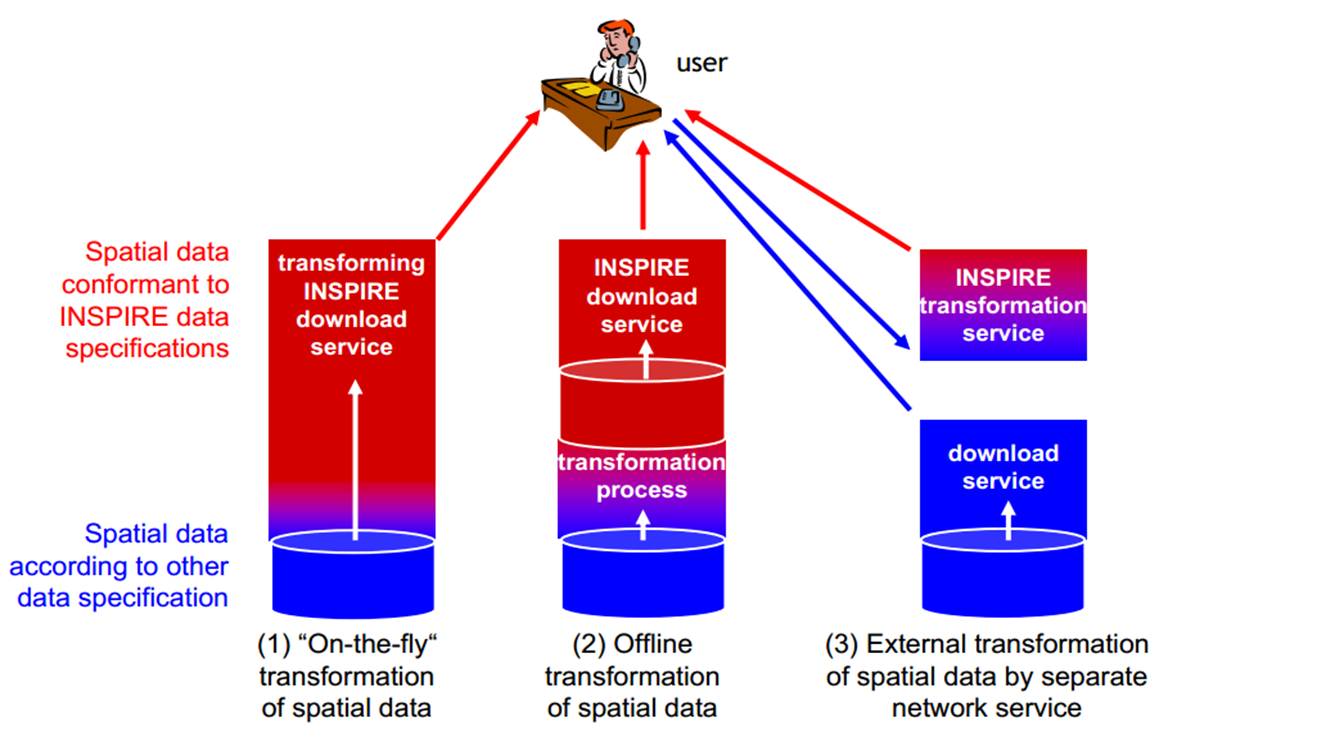 user
Spatial data
conformant to
INSPIRE data
specifications
transforming
INSPIRE
download
service
INSPIRE
download
service
INSPIRE
transformation
service
transformation
process
download
service
Spatial data
according to other
data specification
(1) “On-the-fly“
transformation
of spatial data
(2) Offline
transformation
of spatial data
(3) External transformation
of spatial data by separate
network service